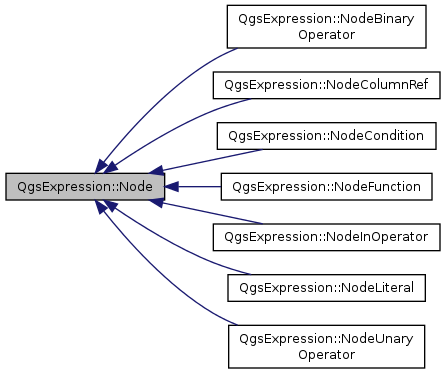 QgsExpression::NodeBinary
Operator
QgsExpression::NodeColumnRef
QgsExpression::NodeCondition
QgsExpression::Node
QgsExpression::NodeFunction
QgsExpression::NodeInOperator
QgsExpression::NodeLiteral
QgsExpression::NodeUnary
Operator